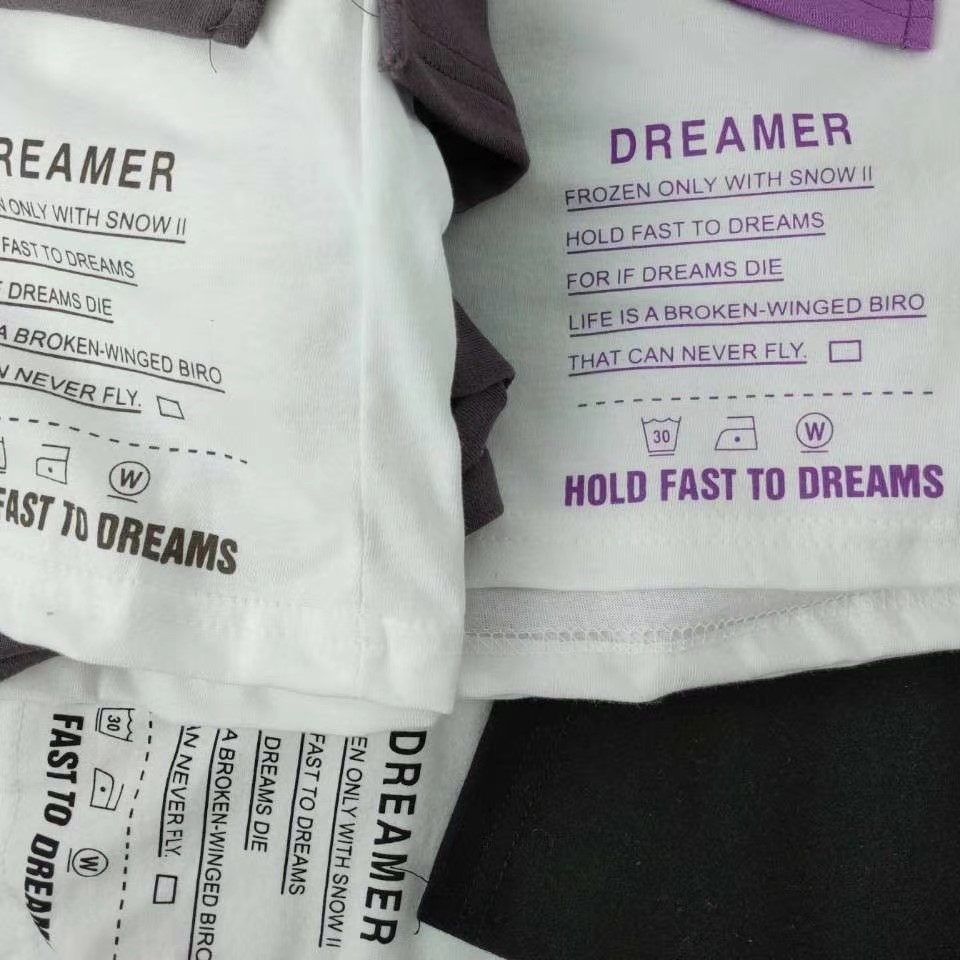 REAMER
N ONLY WITH SNOW II
FAST TO DREAMS
F DREAMS DIE
A BROKEN-WINGED BIRO
N NEVER FLY.
W
FAST TO DREAMS
DREAMER
FROZEN ONLY WITH SNOW II
HOLD FAST TO DREAMS
FOR IF DREAMS DIE
LIFE IS A BROKEN-WINGED BIRO
THAT CAN NEVER FLY.
30 W
HOLD FAST TO DREAMS
DREAMER
EN ONLY WITH SNOW II
FAST TO DREAMS
DREAMS DIE
A BROKEN-WINGED BIRO
AN NEVER FLY.
30 W
FAST TO DREAM